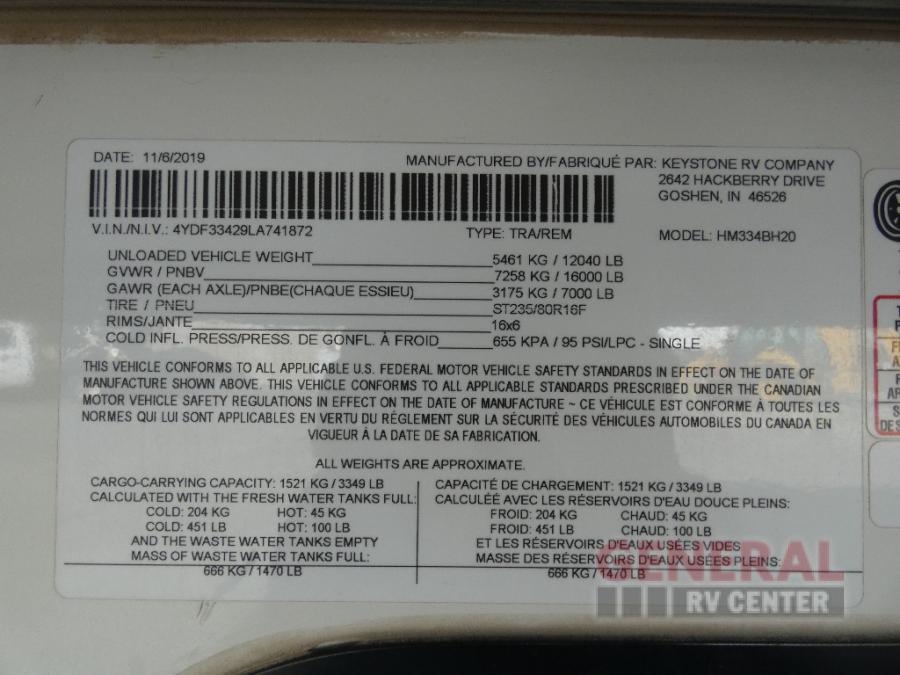 DATE: 11/6/2019
MANUFACTURED BY/FABRIQUÉ PAR: KEYSTONE RV COMPANY
2642 HACKBERRY DRIVE
GOSHEN, IN 46526
V.I.N./N.I.V.: 4YDF33429LA741872 TYPE: TRA/REM MODEL: HM334BH20
UNLOADED VEHICLE WEIGHT 5461 KG / 12040 LB
GVWR / PNBV 7258 KG / 16000 LB
GAWR (EACH AXLE)/PNBE(CHAQUE ESSIEU) 3175 KG / 7000 LB
TIRE / PNEU ST235/80R16F
RIMS/JANTE 16x6
COLD INFL. PRESS/PRESS. DE GONFL. À FROID 655 KPA / 95 PSI/LPC - SINGLE
THIS VEHICLE CONFORMS TO ALL APPLICABLE U.S. FEDERAL MOTOR VEHICLE SAFETY STANDARDS IN EFFECT ON THE DATE OF
MANUFACTURE SHOWN ABOVE. THIS VEHICLE CONFORMS TO ALL APPLICABLE STANDARDS PRESCRIBED UNDER THE CANADIAN
MOTOR VEHICLE SAFETY REGULATIONS IN EFFECT ON THE DATE OF MANUFACTURE ~ CE VÉHICULE EST CONFORME À TOUTES LES
NORMES QUI LUI SONT APPLICABLES EN VERTU DU RÉGLEMENT SUR LA SÉCURITÉ DES VÉHICULES AUTOMOBILES DU CANADA EN
VIGUEUR À LA DATE DE SA FABRICATION.
ALL WEIGHTS ARE APPROXIMATE.
CARGO-CARRYING CAPACITY: 1521 KG / 3349 LB
CALCULATED WITH THE FRESH WATER TANKS FULL:
COLD: 204 KG HOT: 45 KG
COLD: 451 LB HOT: 100 LB
AND THE WASTE WATER TANKS EMPTY
MASS OF WASTE WATER TANKS FULL:
666 KG / 1470 LB
CAPACITÉ DE CHARGEMENT: 1521 KG / 3349 LB
CALCULÉE AVEC LES RÉSERVOIRS D'EAU DOUCE PLEINS:
FROID: 204 KG CHAUD: 45 KG
FROID: 451 LB CHAUD: 100 LB
ET LES RÉSERVOIRS D'EAUX USÉES VIDES
MASSE DES RÉSERVOIRS D'EAUX USÉES PLEINS:
666 KG / 1470 LB
GENERAL
RV CENTER